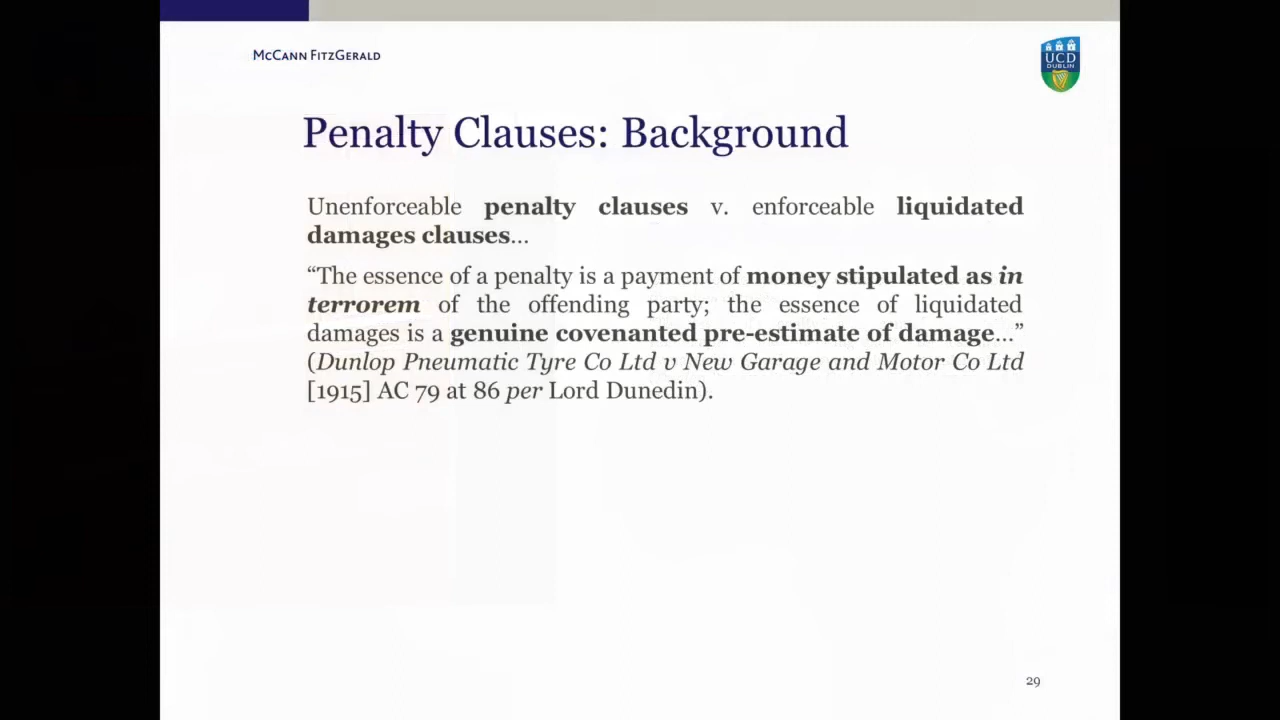 McCann FitzGerald
UCD
DUBLIN
Penalty Clauses: Background
Unenforceable penalty clauses v. enforceable liquidated
damages clauses…
“The essence of a penalty is a payment of money stipulated as in
terrorem of the offending party; the essence of liquidated
damages is a genuine covenanted pre-estimate of damage…”
(Dunlop Pneumatic Tyre Co Ltd v New Garage and Motor Co Ltd
[1915] AC 79 at 86 per Lord Dunedin).
29